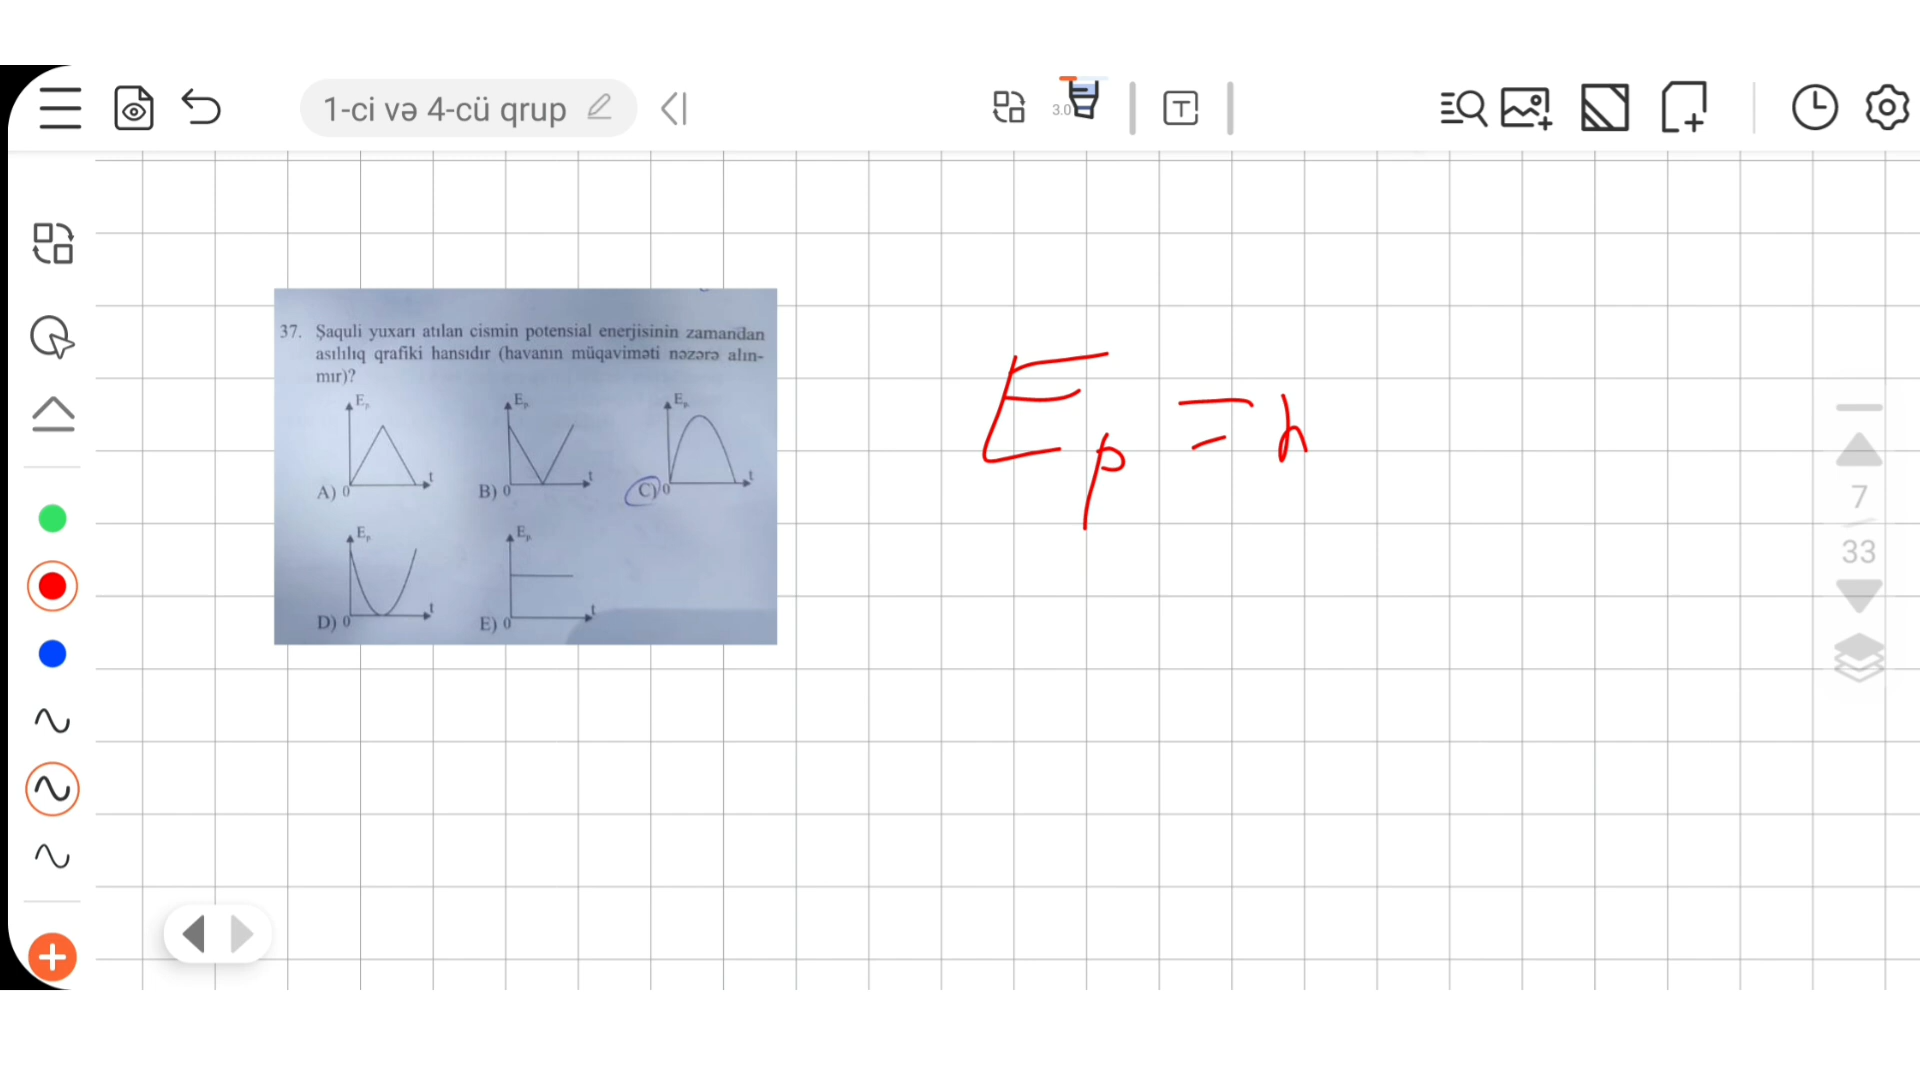 1-ci və 4-cü qrup
3.0
T
37. Şaquli yuxarı atılan cismin potensial enerjisinin zamandan
asılılıq qrafiki hansıdır (havanın müqaviməti nəzərə alın-
mır)?
Eₚ
t
A) 0
Eₚ
t
B) 0
Eₚ
t
C) 0
Eₚ
t
D) 0
Eₚ
t
E) 0
Eₚ = h
7
33